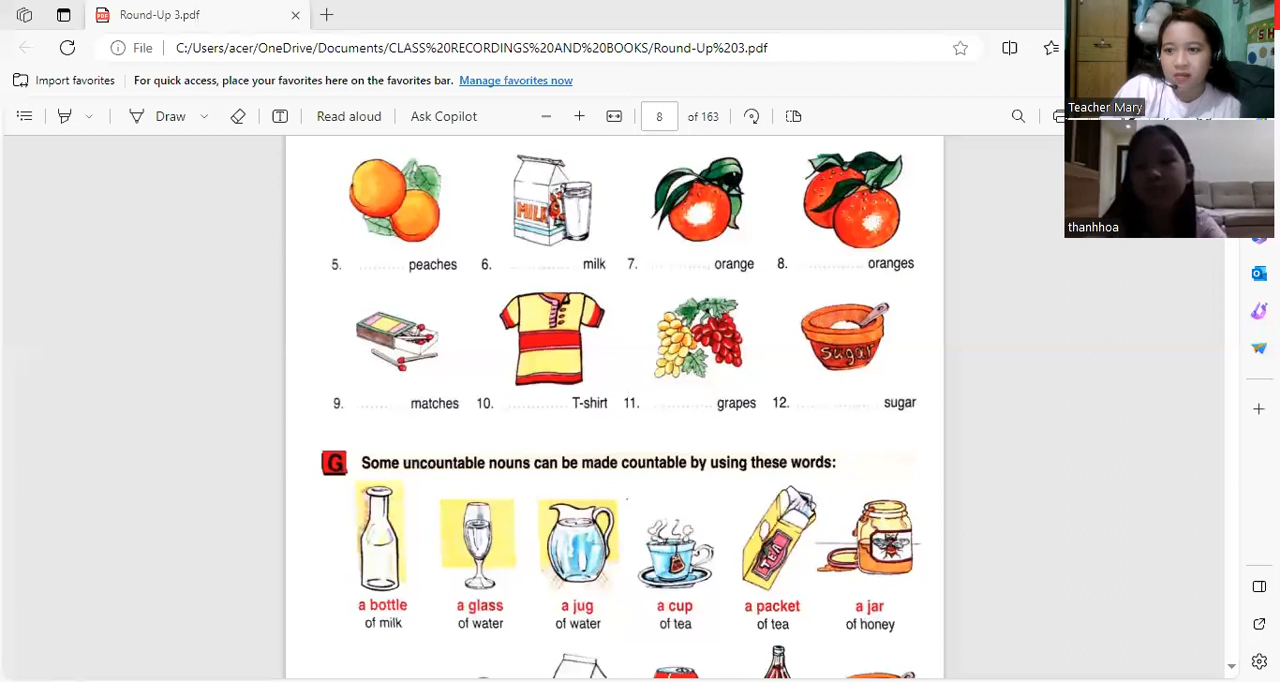 Round-Up 3.pdf
File C:/Users/acer/OneDrive/Documents/CLASS%20RECORDINGS%20AND%20BOOKS/Round-Up%203.pdf
Import favorites For quick access, place your favorites here on the favorites bar. Manage favorites now
Draw Read aloud Ask Copilot 8 of 163
Teacher Mary
thanhhoa
MILK
5. .......... peaches 6. .......... milk 7. .......... orange 8. .......... oranges
sugar
9. .......... matches 10. .......... T-shirt 11. .......... grapes 12. .......... sugar
G Some uncountable nouns can be made countable by using these words:
TEA
a bottle a glass a jug a cup a packet a jar
of milk of water of water of tea of tea of honey